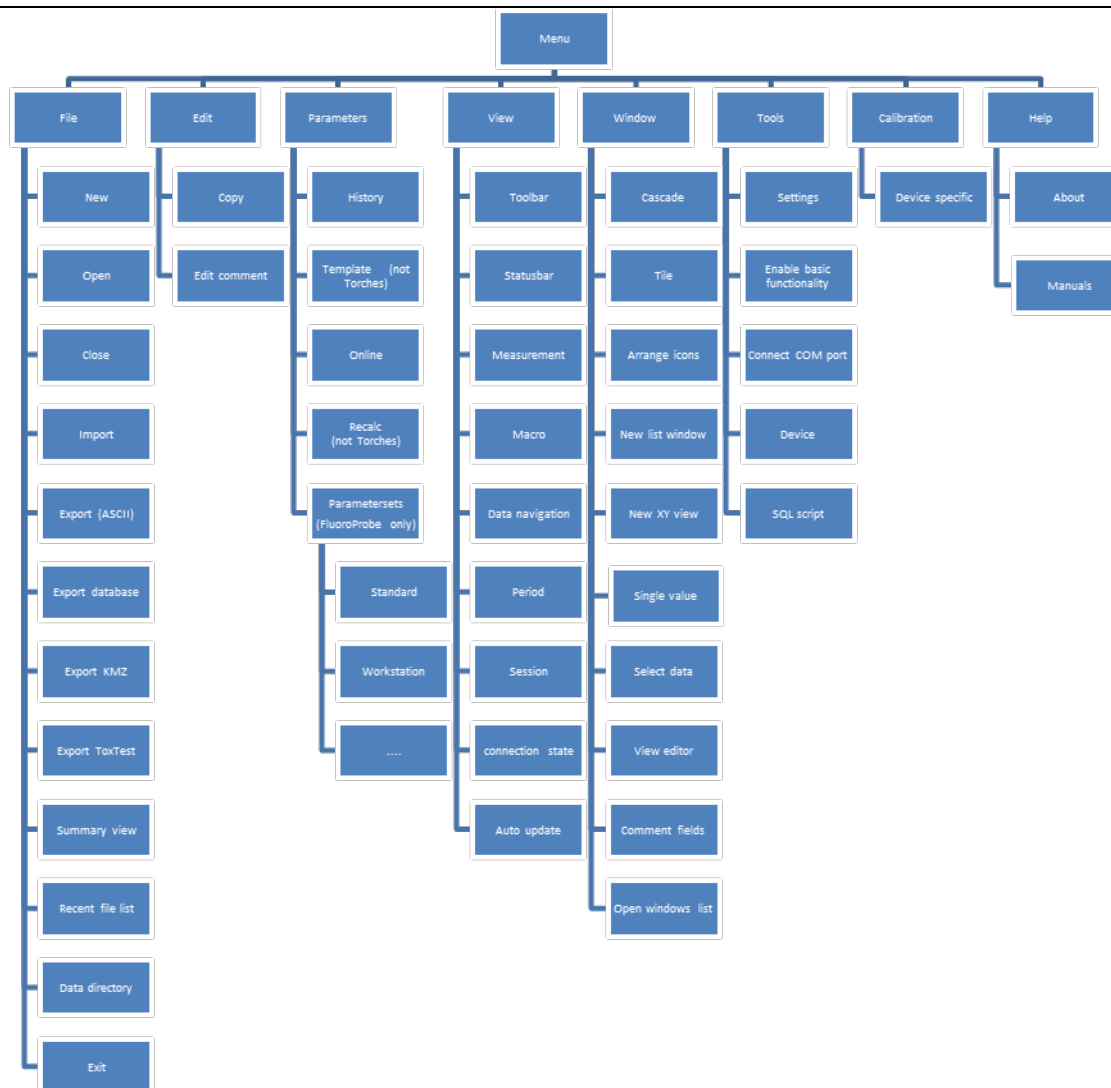 Menu
File
Edit
Parameters
View
Window
Tools
Calibration
Help
New
Open
Close
Import
Export (ASCII)
Export database
Export KMZ
Export ToxTest
Summary view
Recent file list
Data directory
Exit
Copy
Edit comment
History
Template (not
Torches)
Online
Recalc
(not Torches)
Parametersets
(FluoroProbe only)
Standard
Workstation
....
Toolbar
Statusbar
Measurement
Macro
Data navigation
Period
Session
connection state
Auto update
Cascade
Tile
Arrange icons
New list window
New XY view
Single value
Select data
View editor
Comment fields
Open windows list
Settings
Enable basic
functionality
Connect COM port
Device
SQL script
Device specific
About
Manuals